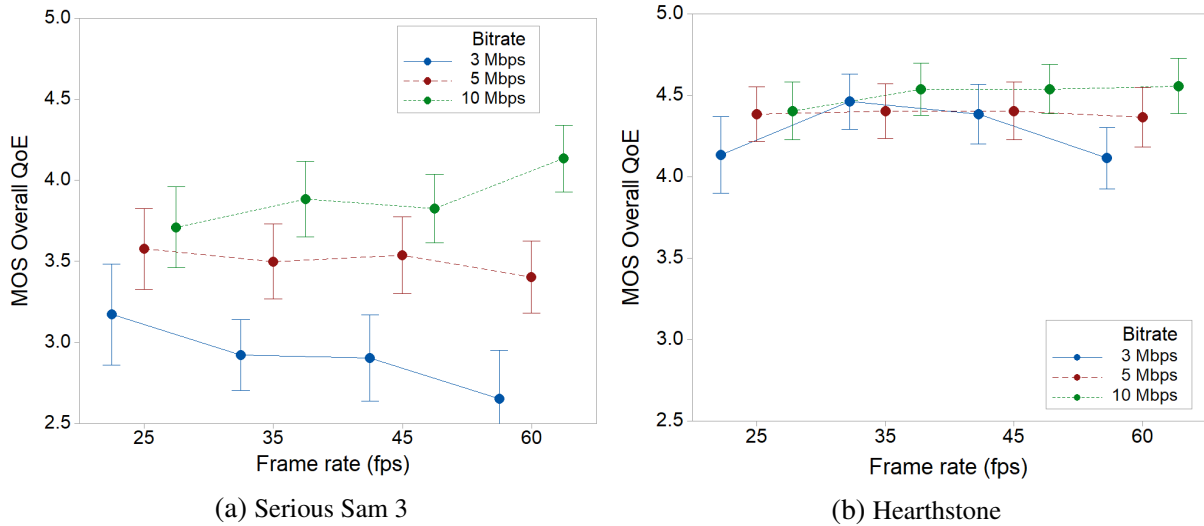 5.0
4.5
4.0
3.5
3.0
2.5
MOS Overall QoE
Bitrate
3 Mbps
5 Mbps
10 Mbps
25
35
45
60
Frame rate (fps)
(a) Serious Sam 3
5.0
4.5
4.0
3.5
3.0
2.5
MOS Overall QoE
Bitrate
3 Mbps
5 Mbps
10 Mbps
25
35
45
60
Frame rate (fps)
(b) Hearthstone